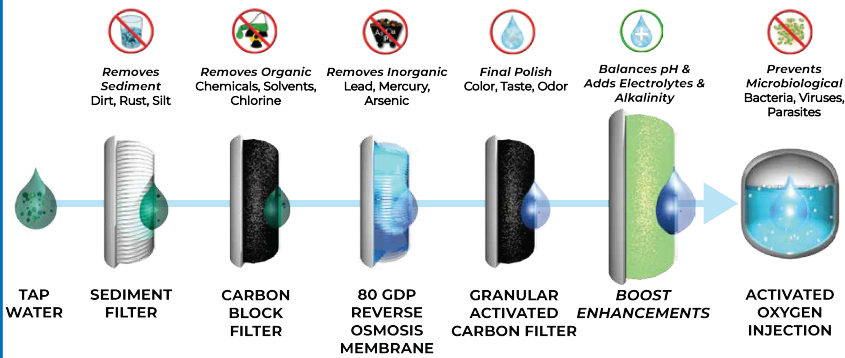 Removes
Sediment
Dirt, Rust, Silt
Removes Organic
Chemicals, Solvents,
Chlorine
Removes Inorganic
Lead, Mercury,
Arsenic
Final Polish
Color, Taste, Odor
Balances pH &
Adds Electrolytes &
Alkalinity
Prevents
Microbiological
Bacteria, Viruses,
Parasites
TAP
WATER
SEDIMENT
FILTER
CARBON
BLOCK
FILTER
80 GDP
REVERSE
OSMOSIS
MEMBRANE
GRANULAR
ACTIVATED
CARBON FILTER
BOOST
ENHANCEMENTS
ACTIVATED
OXYGEN
INJECTION